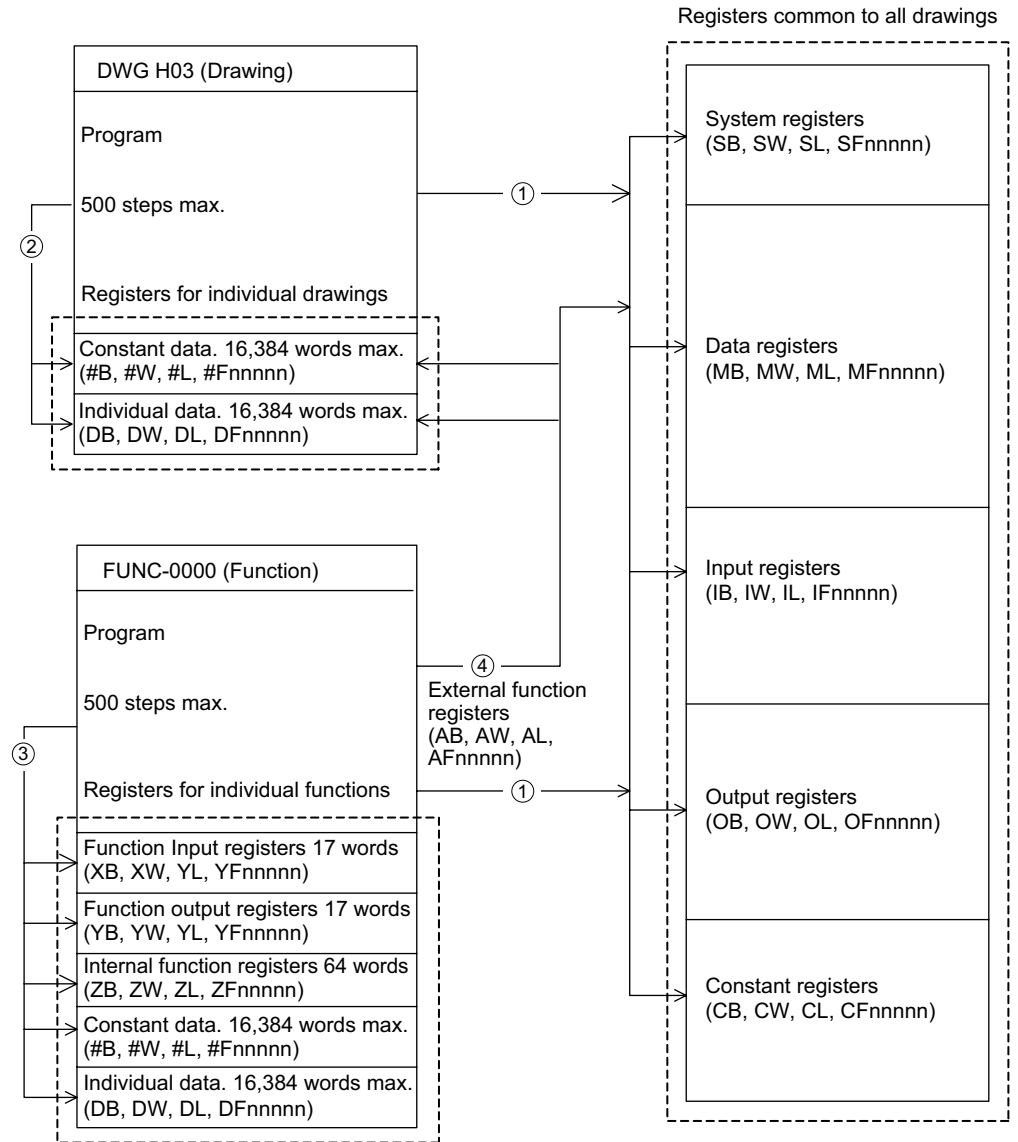 Registers common to all drawings
DWG H03 (Drawing)
Program
500 steps max.
Registers for individual drawings
Constant data. 16,384 words max.
(#B, #W, #L, #Fnnnnn)
Individual data. 16,384 words max.
(DB, DW, DL, DFnnnnn)
①
②
FUNC-0000 (Function)
Program
500 steps max.
Registers for individual functions
Function Input registers 17 words
(XB, XW, YL, YFnnnnn)
Function output registers 17 words
(YB, YW, YL, YFnnnnn)
Internal function registers 64 words
(ZB, ZW, ZL, ZFnnnnn)
Constant data. 16,384 words max.
(#B, #W, #L, #Fnnnnn)
Individual data. 16,384 words max.
(DB, DW, DL, DFnnnnn)
③
④
External function
registers
(AB, AW, AL,
AFnnnnn)
①
System registers
(SB, SW, SL, SFnnnnn)
Data registers
(MB, MW, ML, MFnnnnn)
Input registers
(IB, IW, IL, IFnnnnn)
Output registers
(OB, OW, OL, OFnnnnn)
Constant registers
(CB, CW, CL, CFnnnnn)